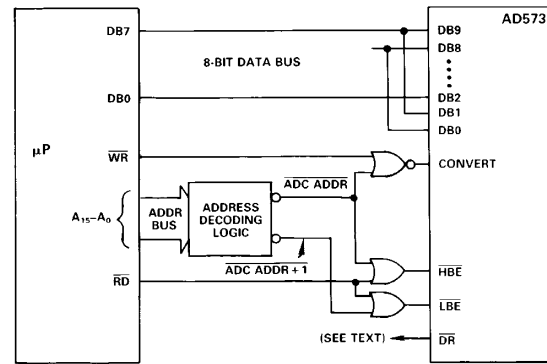 AD573
DB7
DB9
DB8
8-BIT DATA BUS
DB0
DB2
DB1
DB0
μP
WR
CONVERT
ADC ADDR
A15–A0
ADDR
BUS
ADDRESS
DECODING
LOGIC
ADC ADDR + 1
RD
HBE
LBE
(SEE TEXT)
DR